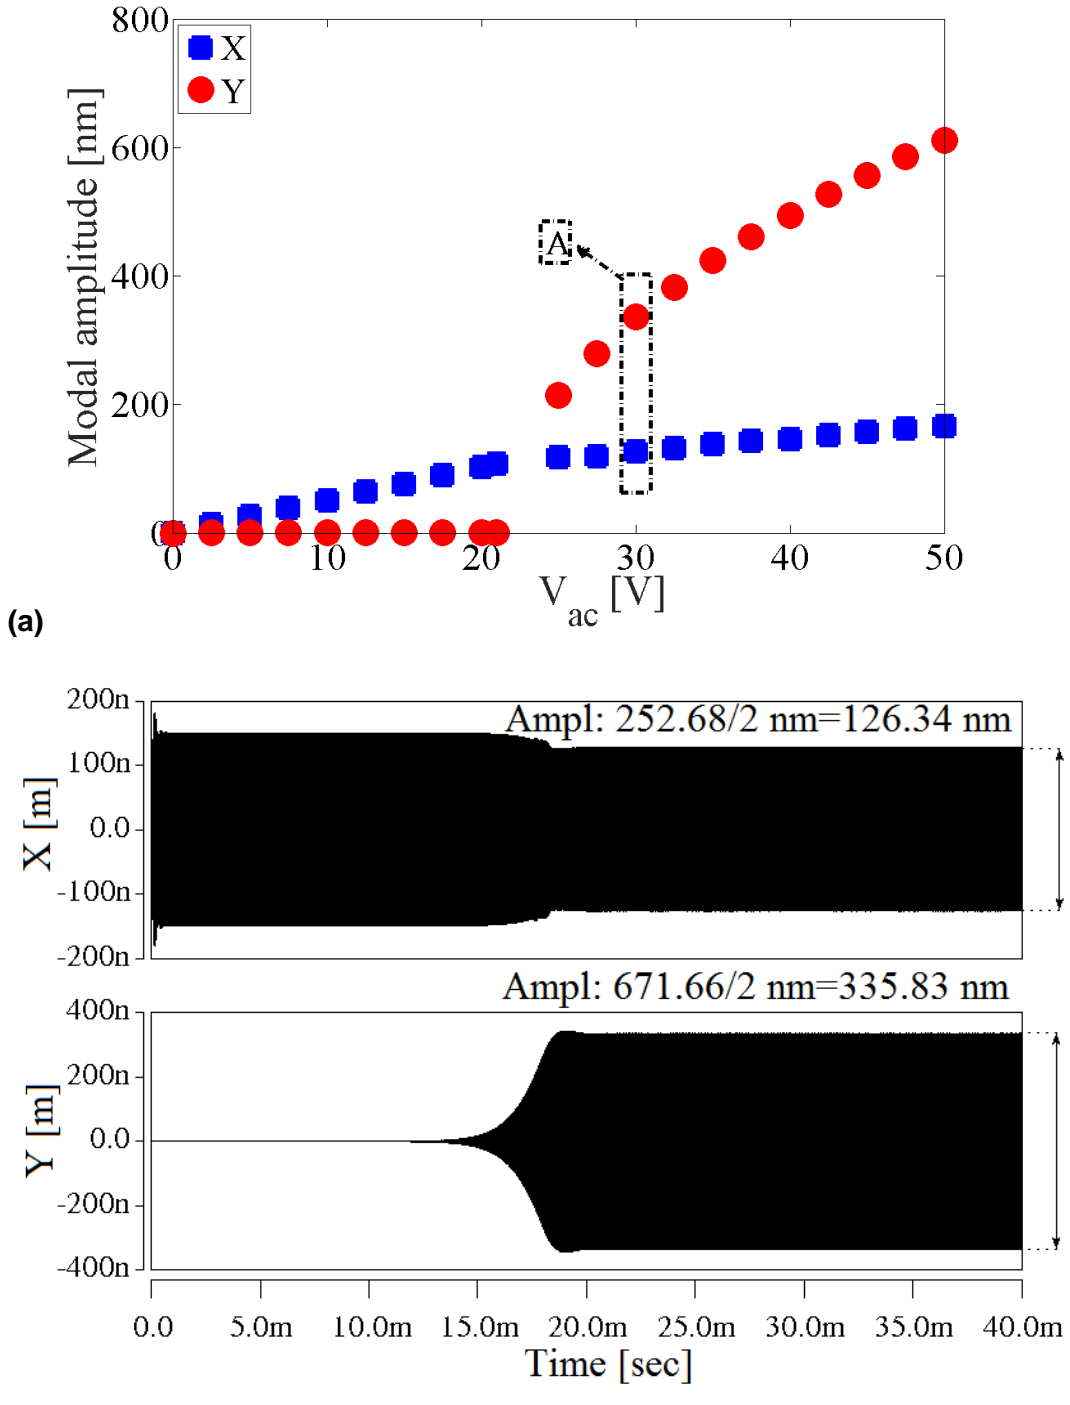 800
600
400
200
0
Modal amplitude [nm]
X
Y
A
0 10 20 30 40 50
V_ac [V]
(a)
200n
100n
0.0
-100n
-200n
X [m]
Ampl: 252.68/2 nm=126.34 nm
Ampl: 671.66/2 nm=335.83 nm
400n
200n
0.0
-200n
-400n
Y [m]
0.0 5.0m 10.0m 15.0m 20.0m 25.0m 30.0m 35.0m 40.0m
Time [sec]